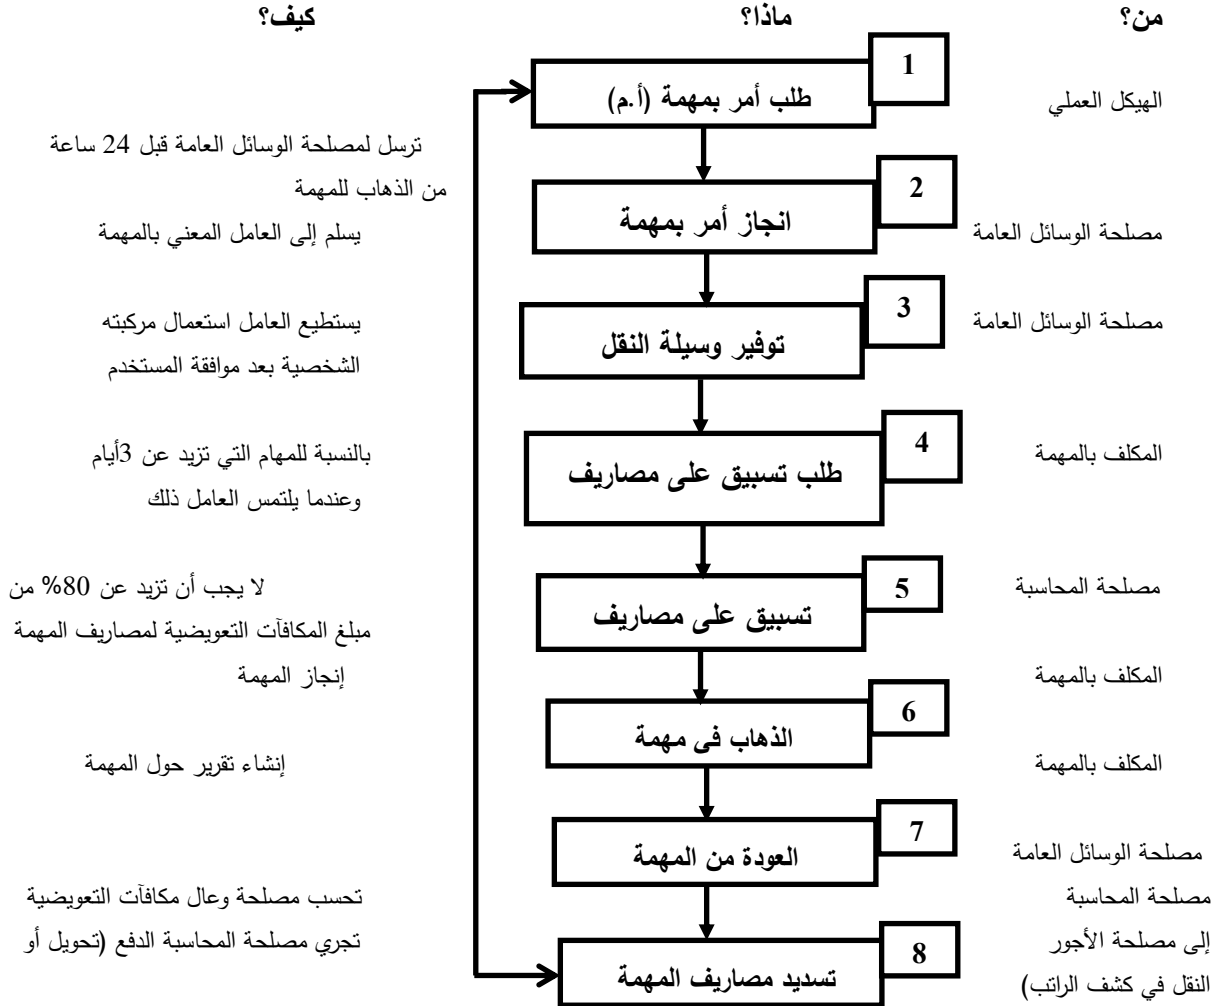 من؟
ماذا؟
كيف؟
1
طلب أمر بمهمة (أ.م)
الهيكل العملي
ترسل لمصلحة الوسائل العامة قبل 24 ساعة
من الذهاب للمهمة
2
انجاز أمر بمهمة
مصلحة الوسائل العامة
يسلم إلى العامل المعني بالمهمة
3
توفير وسيلة النقل
مصلحة الوسائل العامة
يستطيع العامل استعمال مركبته
الشخصية بعد موافقة المستخدم
4
طلب تسبيق على مصاريف
المكلف بالمهمة
بالنسبة للمهام التي تزيد عن 3أيام
وعندما يلتمس العامل ذلك
5
تسبيق على مصاريف
مصلحة المحاسبة
لا يجب أن تزيد عن 80% من
مبلغ المكافآت التعويضية لمصاريف المهمة
المكلف بالمهمة
إنجاز المهمة
6
الذهاب في مهمة
المكلف بالمهمة
إنشاء تقرير حول المهمة
7
العودة من المهمة
مصلحة الوسائل العامة
مصلحة المحاسبة
تحسب مصلحة وعال مكافآت التعويضية
إلى مصلحة الأجور
تجري مصلحة المحاسبة الدفع (تحويل أو
8
تسديد مصاريف المهمة
النقل في كشف الراتب)